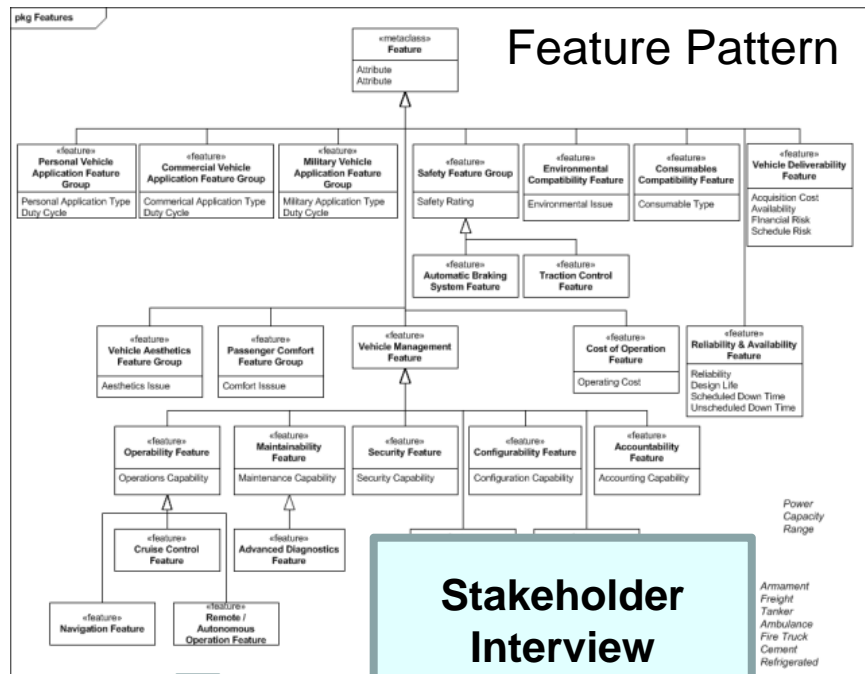 pkg Features
Feature Pattern
«metaclass»
Feature
Attribute
Attribute
«feature»
Personal Vehicle
Application Feature
Group
Personal Application Type
Duty Cycle
«feature»
Commercial Vehicle
Application Feature
Group
Commerical Application Type
Duty Cycle
«feature»
Military Vehicle
Application Feature
Group
Military Application Type
Duty Cycle
«feature»
Safety Feature Group
Safety Rating
«feature»
Environmental
Compatibility Feature
Environmental Issue
«feature»
Consumables
Compatibility Feature
Consumable Type
«feature»
Vehicle Deliverability
Feature
Acquisition Cost
Availability
FInancial Risk
Schedule Risk
«feature»
Automatic Braking
System Feature
«feature»
Traction Control
Feature
«feature»
Vehicle Aesthetics
Feature Group
Aesthetics Issue
«feature»
Passenger Comfort
Feature Group
Comfort Isssue
«feature»
Vehicle Management
Feature
«feature»
Cost of Operation
Feature
Operating Cost
«feature»
Reliability & Availability
Feature
Reliability
Design Life
Scheduled Down Time
Unscheduled Down Time
«feature»
Operability Feature
Operations Capability
«feature»
Maintainability
Feature
Maintenance Capability
«feature»
Security Feature
Security Capability
«feature»
Configurability Feature
Configuration Capability
«feature»
Accountability
Feature
Accounting Capability
Power
Capacity
Range
«feature»
Cruise Control
Feature
«feature»
Advanced Diagnostics
Feature
Stakeholder
Interview
Armament
Freight
Tanker
Ambulance
Fire Truck
Cement
Refrigerated
«feature»
Navigation Feature
«feature»
Remote /
Autonomous
Operation Feature